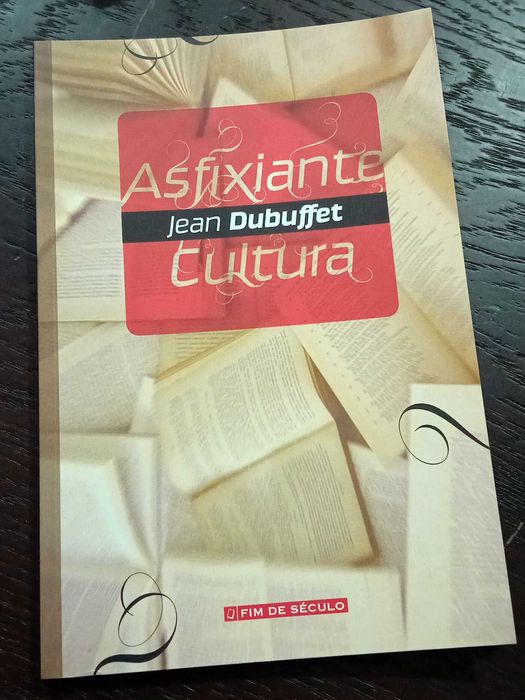 Asfixiante
Jean Dubuffet
Cultura
FIM DE SÉCULO